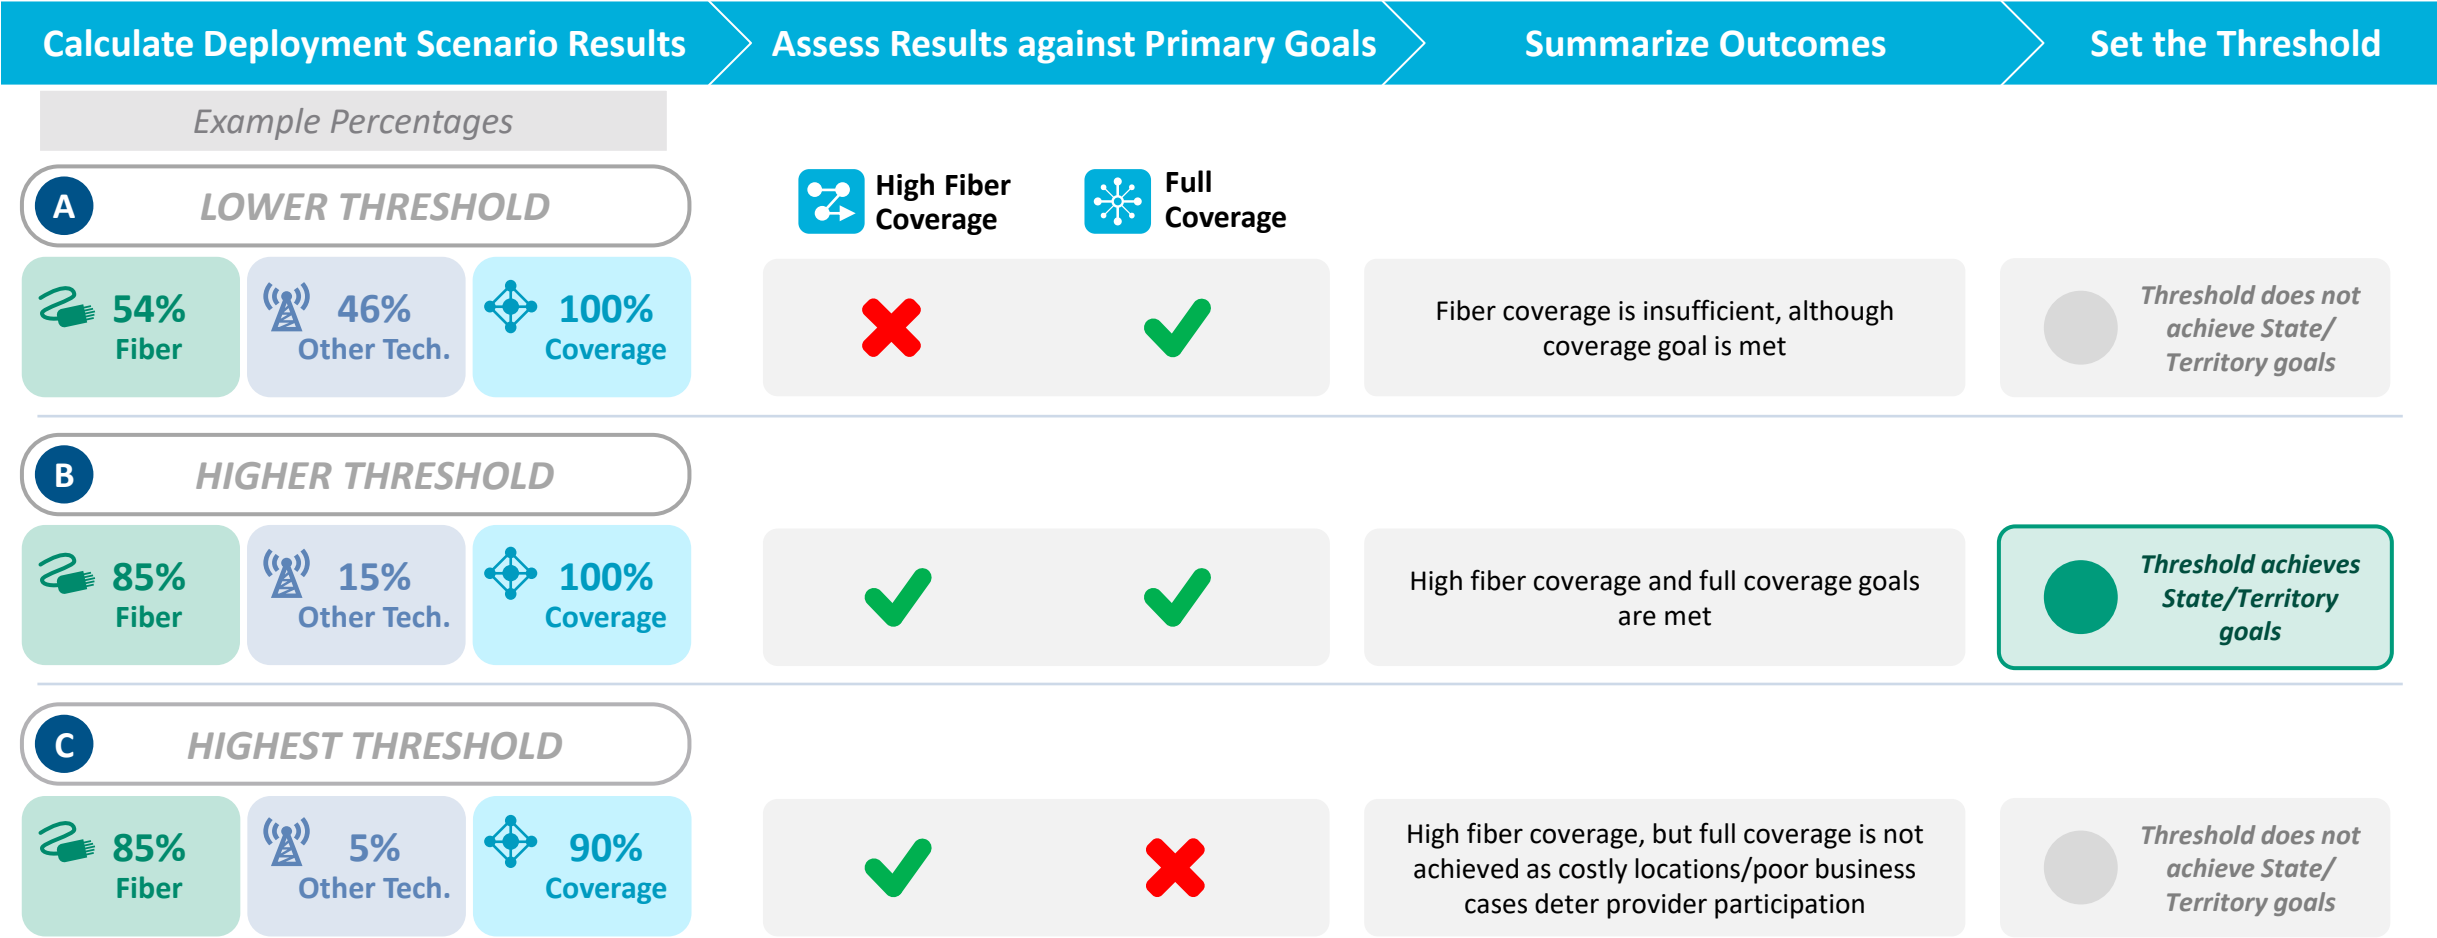 Calculate Deployment Scenario Results
Assess Results against Primary Goals
Summarize Outcomes
Set the Threshold
Example Percentages
A
LOWER THRESHOLD
High Fiber
Coverage
Full
Coverage
54%
Fiber
46%
Other Tech.
100%
Coverage
Fiber coverage is insufficient, although
coverage goal is met
Threshold does not
achieve State/
Territory goals
B
HIGHER THRESHOLD
85%
Fiber
15%
Other Tech.
100%
Coverage
High fiber coverage and full coverage goals
are met
Threshold achieves
State/Territory
goals
C
HIGHEST THRESHOLD
85%
Fiber
5%
Other Tech.
90%
Coverage
High fiber coverage, but full coverage is not
achieved as costly locations/poor business
cases deter provider participation
Threshold does not
achieve State/
Territory goals